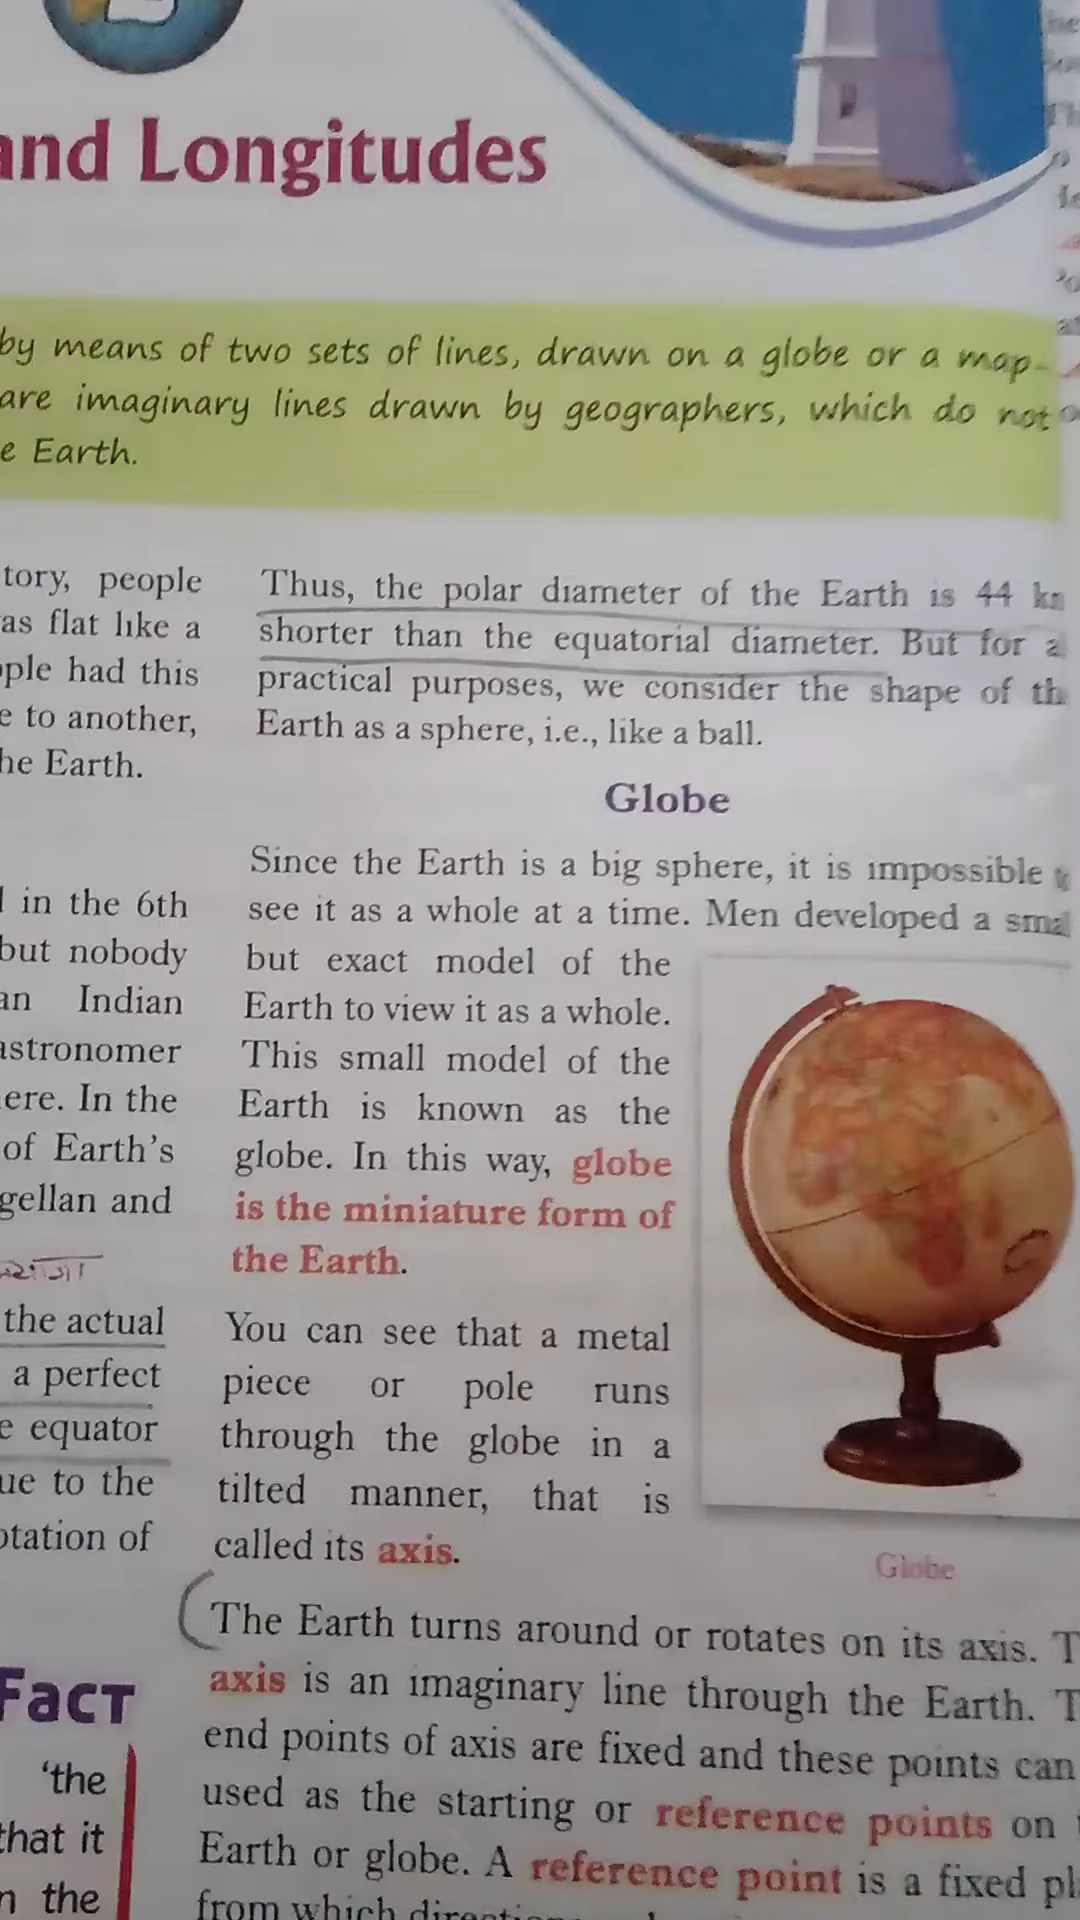 and Longitudes
by means of two sets of lines, drawn on a globe or a map-
are imaginary lines drawn by geographers, which do not
e Earth.
tory, people
as flat like a
ople had this
e to another,
he Earth.
in the 6th
but nobody
an Indian
astronomer
ere. In the
of Earth's
gellan and
the actual
a perfect
e equator
ue to the
otation of
Fact
'the
that it
n the
Thus, the polar diameter of the Earth is 44 km
shorter than the equatorial diameter. But for a
practical purposes, we consider the shape of th
Earth as a sphere, i.e., like a ball.
Globe
Since the Earth is a big sphere, it is impossible
see it as a whole at a time. Men developed a smal
but exact model of the
Earth to view it as a whole.
This small model of the
Earth is known as the
globe. In this way, globe
is the miniature form of
the Earth.
You can see that a metal
piece or pole runs
through the globe in a
tilted manner, that is
called its axis.
Globe
The Earth turns around or rotates on its axis. T
axis is an imaginary line through the Earth. T
end points of axis are fixed and these points can
used as the starting or reference points on
Earth or globe. A reference point is a fixed pl
from which